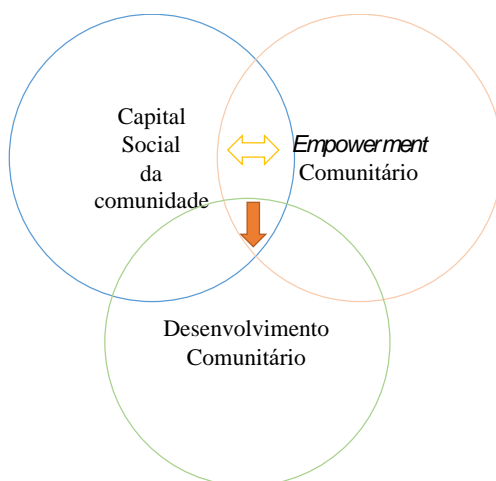 Capital
Social
da
comunidade
Empowerment
Comunitário
Desenvolvimento
Comunitário